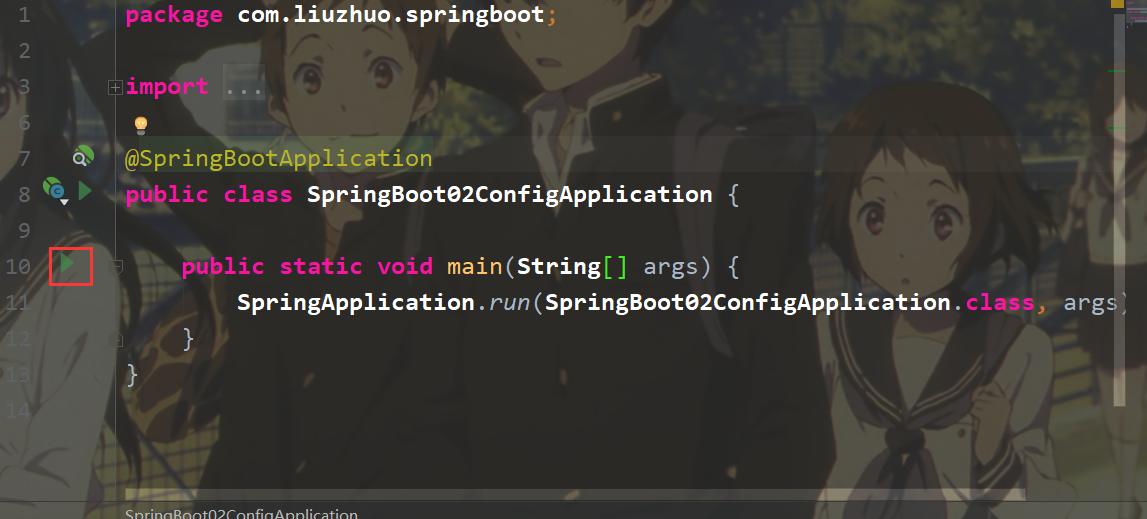 1 package com.liuzhuo.springboot;
2
3 import ...
6
7 @SpringBootApplication
8 public class SpringBoot02ConfigApplication {
9
10 public static void main(String[] args) {
11 SpringApplication.run(SpringBoot02ConfigApplication.class, args)
12 }
13 }
14
SpringBoot02ConfigApplication